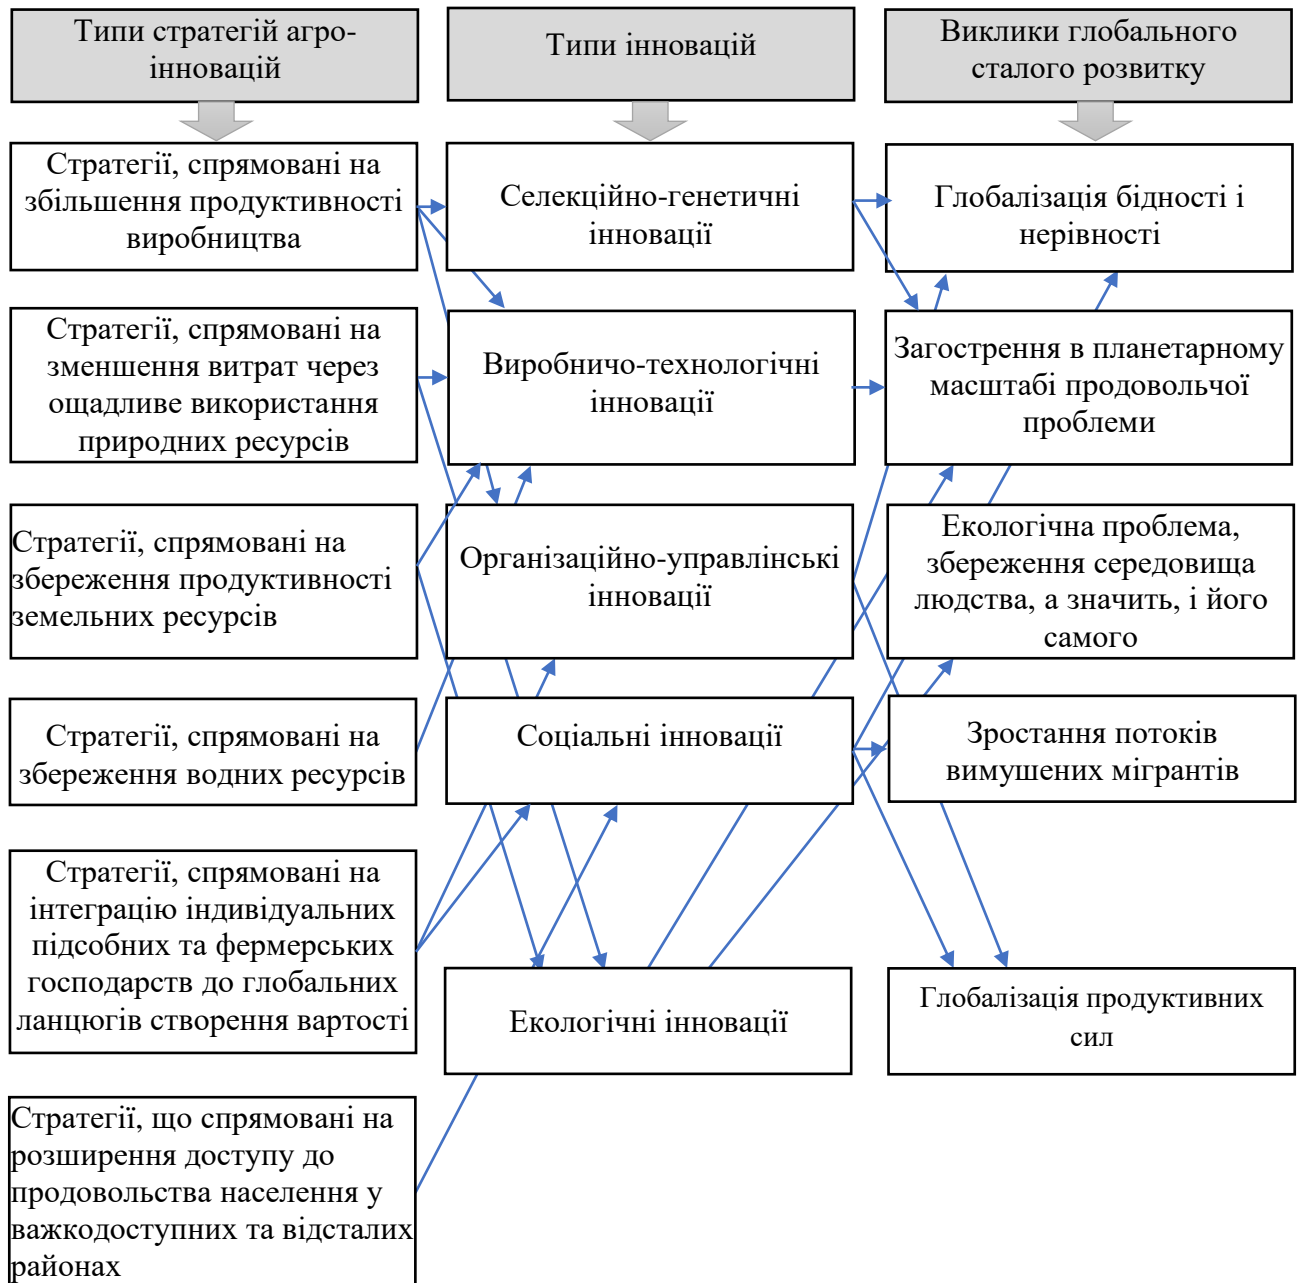 Типи стратегій агро-
інновацій
Типи інновацій
Виклики глобального
сталого розвитку
Стратегії, спрямовані на
збільшення продуктивності
виробництва
Селекційно-генетичні
інновації
Глобалізація бідності і
нерівності
Стратегії, спрямовані на
зменшення витрат через
ощадливе використання
природних ресурсів
Виробничо-технологічні
інновації
Загострення в планетарному
масштабі продовольчої
проблеми
Стратегії, спрямовані на
збереження продуктивності
земельних ресурсів
Організаційно-управлінські
інновації
Екологічна проблема,
збереження середовища
людства, а значить, і його
самого
Стратегії, спрямовані на
збереження водних ресурсів
Соціальні інновації
Зростання потоків
вимушених мігрантів
Стратегії, спрямовані на
інтеграцію індивідуальних
підсобних та фермерських
господарств до глобальних
ланцюгів створення вартості
Екологічні інновації
Глобалізація продуктивних
сил
Стратегії, що спрямовані на
розширення доступу до
продовольства населення у
важкодоступних та відсталих
районах